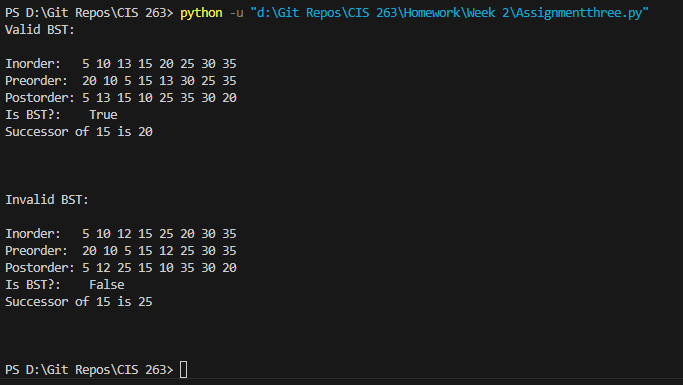 PS D:\Git Repos\CIS 263> python -u "d:\Git Repos\CIS 263\Homework\Week 2\Assignmentthree.py"
Valid BST:
Inorder:   5 10 13 15 20 25 30 35
Preorder:  20 10 5 15 13 30 25 35
Postorder: 5 13 15 10 25 35 30 20
Is BST?:    True
Successor of 15 is 20
Invalid BST:
Inorder:   5 10 12 15 25 20 30 35
Preorder:  20 10 5 15 12 25 30 35
Postorder: 5 12 25 15 10 35 30 20
Is BST?:    False
Successor of 15 is 25
PS D:\Git Repos\CIS 263>